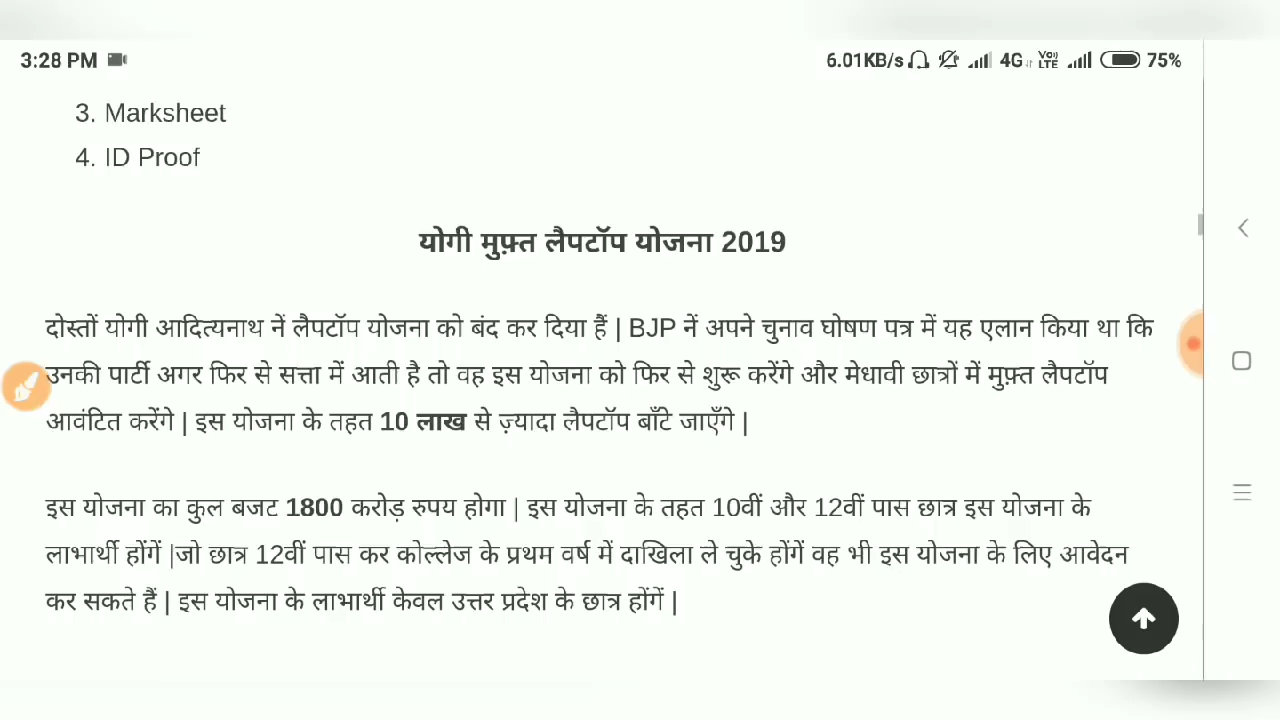 3:28 PM 6.01KB/s 4G Vo)) LTE 75%
3. Marksheet
4. ID Proof
योगी मुफ़्त लैपटॉप योजना 2019
दोस्तों योगी आदित्यनाथ नें लैपटॉप योजना को बंद कर दिया हैं | BJP नें अपने चुनाव घोषण पत्र में यह एलान किया था कि
उनकी पार्टी अगर फिर से सत्ता में आती है तो वह इस योजना को फिर से शुरू करेंगे और मेधावी छात्रों में मुफ़्त लैपटॉप
आवंटित करेंगे | इस योजना के तहत 10 लाख से ज़्यादा लैपटॉप बाँटे जाएँगे |
इस योजना का कुल बजट 1800 करोड़ रुपय होगा | इस योजना के तहत 10वीं और 12वीं पास छात्र इस योजना के
लाभार्थी होंगें |जो छात्र 12वीं पास कर कोल्लेज के प्रथम वर्ष में दाखिला ले चुके होंगें वह भी इस योजना के लिए आवेदन
कर सकते हैं | इस योजना के लाभार्थी केवल उत्तर प्रदेश के छात्र होंगें |